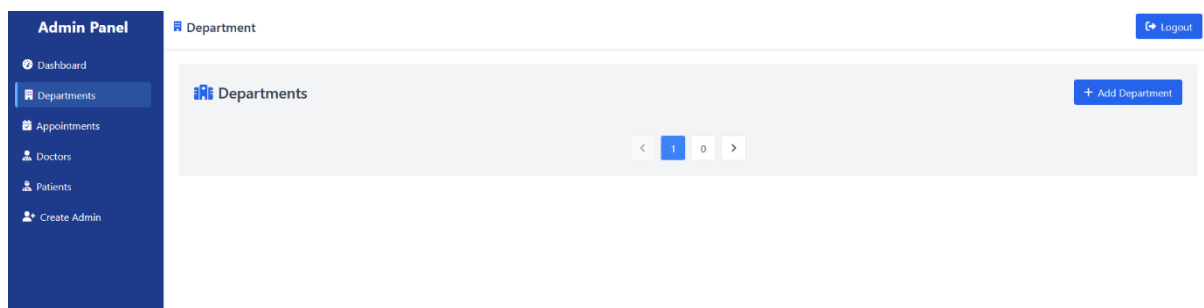 Admin Panel
Department
Logout
Dashboard
Departments
Appointments
Doctors
Patients
Create Admin
Departments
+ Add Department
< 1 0 >